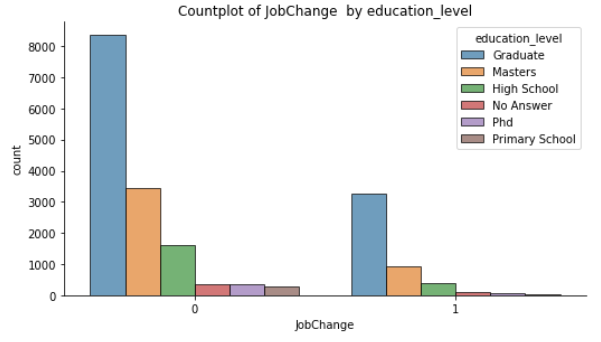 Countplot of JobChange by education_level
8000
7000
6000
5000
4000
3000
2000
1000
0
count
education_level
Graduate
Masters
High School
No Answer
Phd
Primary School
0
1
JobChange